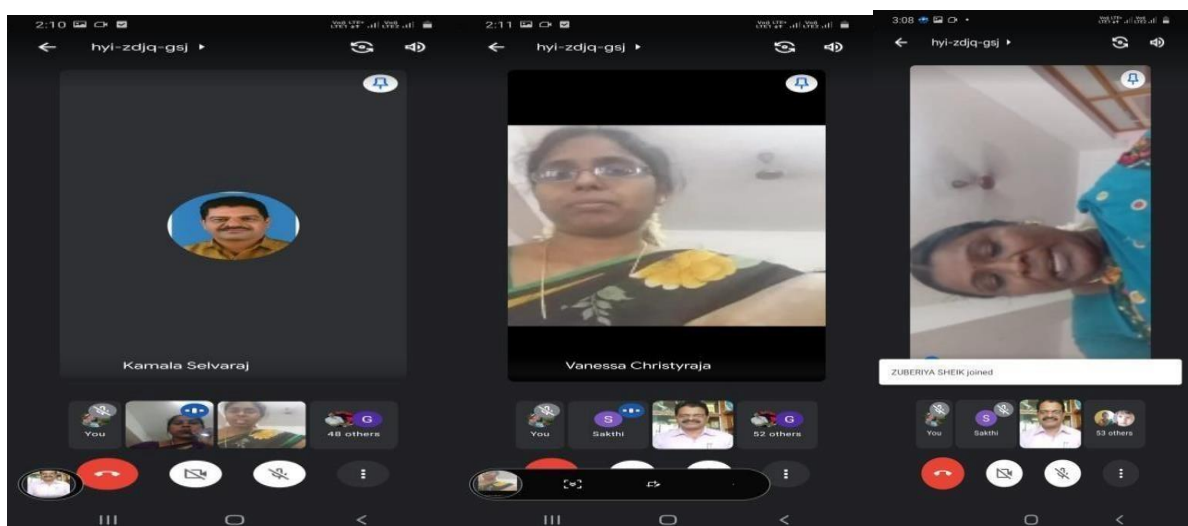 2:10
hyi-zdjq-gsj
Kamala Selvaraj
You
G
48 others
2:11
hyi-zdjq-gsj
Vanessa Christyraja
You
S
Sakthi
G
52 others
3:08
hyi-zdjq-gsj
ZUBERIYA SHEIK joined
You
S
Sakthi
53 others